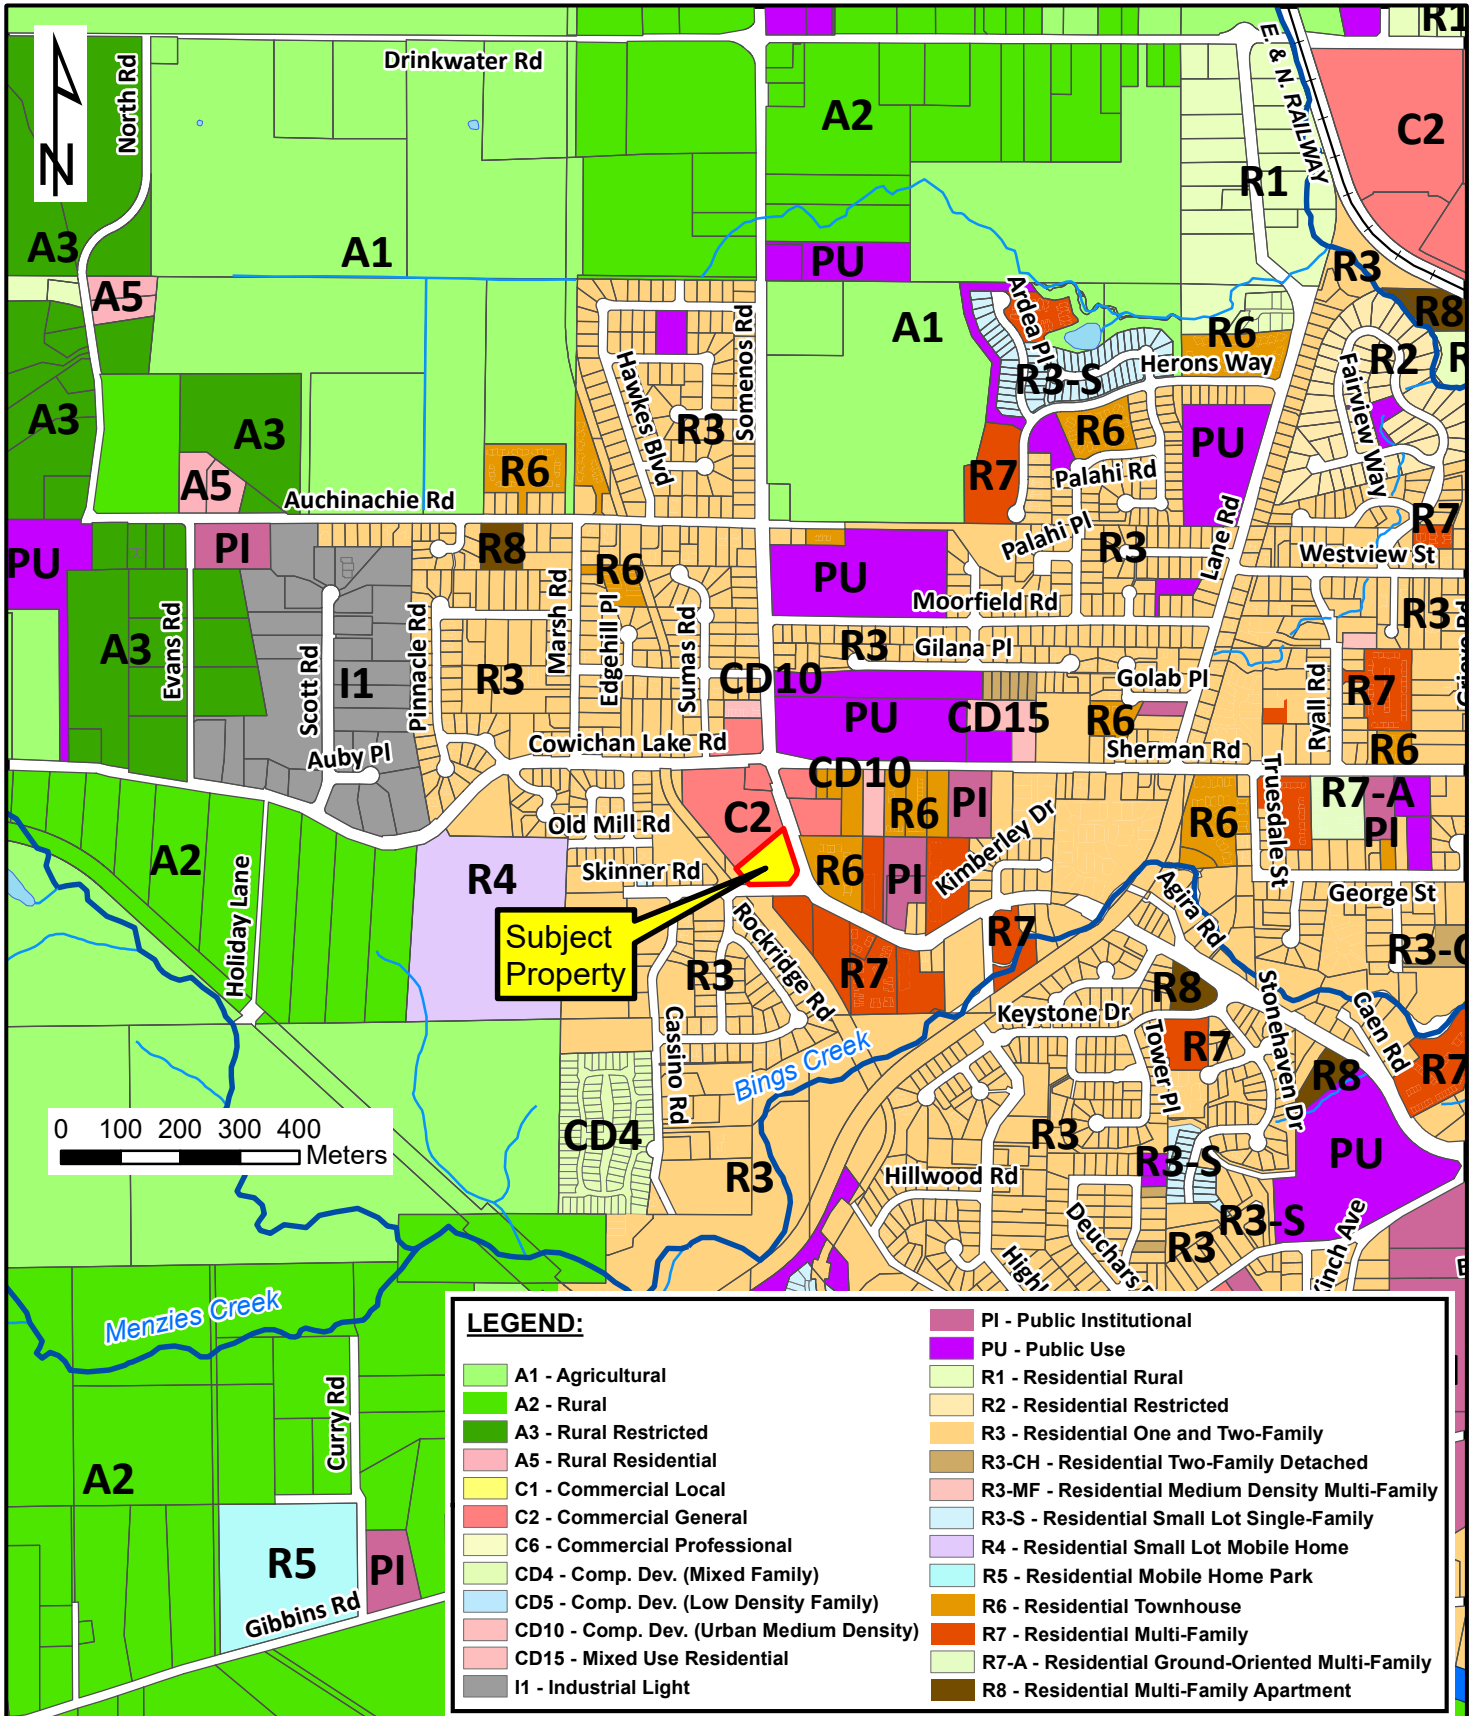 R1
Drinkwater Rd
North Rd
E. & N. RAILWAY
N
A2
C2
R1
A3
A1
PU
R3
A5
Ardea Pl
R8
A1
R6
Somenos Rd
Hawkes Blvd
R3-S
Herons Way
R2
R
Fairview Way
A3
A3
R3
R6
PU
R6
R7
Palahi Rd
A5
Auchinachie Rd
Lane Rd
R7
PU
PI
R8
R6
PU
Palahi Pl
R3
Westview St
Moorfield Rd
R3
Evans Rd
A3
Scott Rd
I1
Pinnacle Rd
R3
Marsh Rd
Edgehill Pl
Sumas Rd
R3
Gilana Pl
CD10
Golab Pl
R7
Ryall Rd
PU
CD15
R6
Auby Pl
Cowichan Lake Rd
Sherman Rd
R6
CD10
Truesdale St
R7-A
C2
R6
PI
R6
PI
Old Mill Rd
A2
R4
Skinner Rd
R6
PI
Kimberley Dr
Agira Rd
George St
Holiday Lane
Subject
Property
Rockridge Rd
R7
R3
R7
R3-C
R8
Stonehaven Dr
Caen Rd
Keystone Dr
Cassino Rd
Tower Pl
R7
Bings Creek
R8
R7
0 100 200 300 400
Meters
CD4
R3
R3-S
PU
R3
Hillwood Rd
R3
R3-S
Deuchars
Highl
inch Ave
Menzies Creek
Curry Rd
A2
R5
PI
Gibbins Rd
LEGEND:
A1 - Agricultural
A2 - Rural
A3 - Rural Restricted
A5 - Rural Residential
C1 - Commercial Local
C2 - Commercial General
C6 - Commercial Professional
CD4 - Comp. Dev. (Mixed Family)
CD5 - Comp. Dev. (Low Density Family)
CD10 - Comp. Dev. (Urban Medium Density)
CD15 - Mixed Use Residential
I1 - Industrial Light
PI - Public Institutional
PU - Public Use
R1 - Residential Rural
R2 - Residential Restricted
R3 - Residential One and Two-Family
R3-CH - Residential Two-Family Detached
R3-MF - Residential Medium Density Multi-Family
R3-S - Residential Small Lot Single-Family
R4 - Residential Small Lot Mobile Home
R5 - Residential Mobile Home Park
R6 - Residential Townhouse
R7 - Residential Multi-Family
R7-A - Residential Ground-Oriented Multi-Family
R8 - Residential Multi-Family Apartment